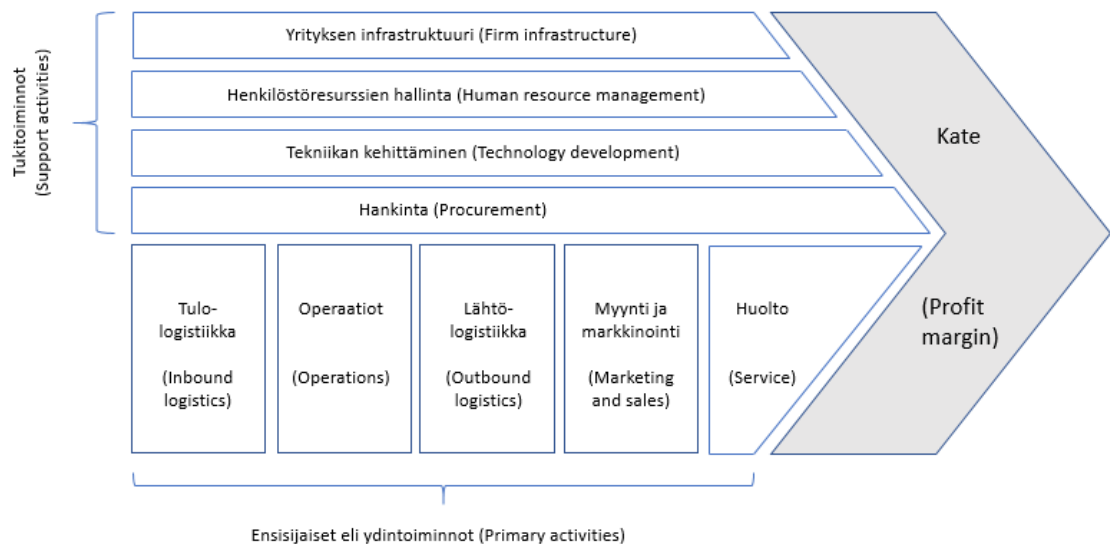 Tukitoiminnot
(Support activities)
Yrityksen infrastruktuuri (Firm infrastructure)
Henkilöstöresurssien hallinta (Human resource management)
Tekniikan kehittäminen (Technology development)
Hankinta (Procurement)
Tulo-
logistiikka
(Inbound
logistics)
Operaatiot
(Operations)
Lähtö-
logistiikka
(Outbound
logistics)
Myynti ja
markkinointi
(Marketing
and sales)
Huolto
(Service)
Kate
(Profit
margin)
Ensisijaiset eli ydintoiminnot (Primary activities)